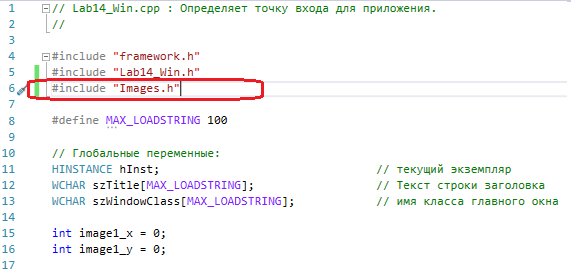 1 // Lab14_Win.cpp : Определяет точку входа для приложения.
2 //
3
4 #include "framework.h"
5 #include "Lab14_Win.h"
6 #include "Images.h"
7
8 #define MAX_LOADSTRING 100
9
10 // Глобальные переменные:
11 HINSTANCE hInst; // текущий экземпляр
12 WCHAR szTitle[MAX_LOADSTRING]; // Текст строки заголовка
13 WCHAR szWindowClass[MAX_LOADSTRING]; // имя класса главного окна
14
15 int image1_x = 0;
16 int image1_y = 0;
17